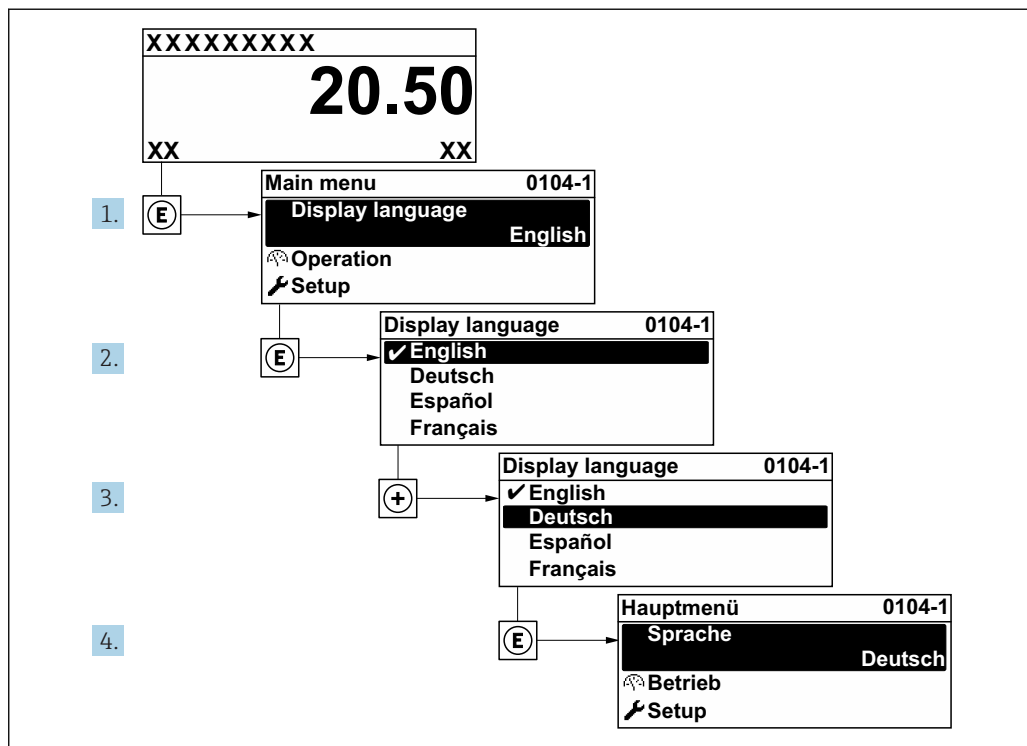 XXXXXXXXX
20.50
XX XX
1. E
Main menu 0104-1
Display language
English
Operation
Setup
2. E
Display language 0104-1
✔ English
Deutsch
Español
Français
3. +
Display language 0104-1
✔ English
Deutsch
Español
Français
4. E
Hauptmenü 0104-1
Sprache
Deutsch
Betrieb
Setup